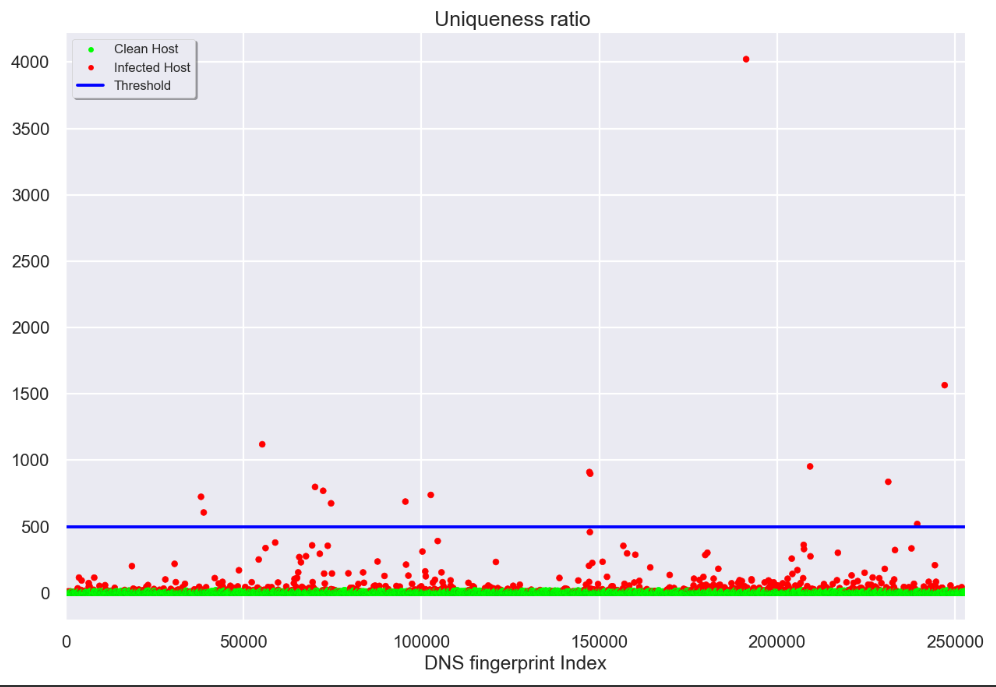 Uniqueness ratio
Clean Host
Infected Host
Threshold
4000
3500
3000
2500
2000
1500
1000
500
0
0 50000 100000 150000 200000 250000
DNS fingerprint Index